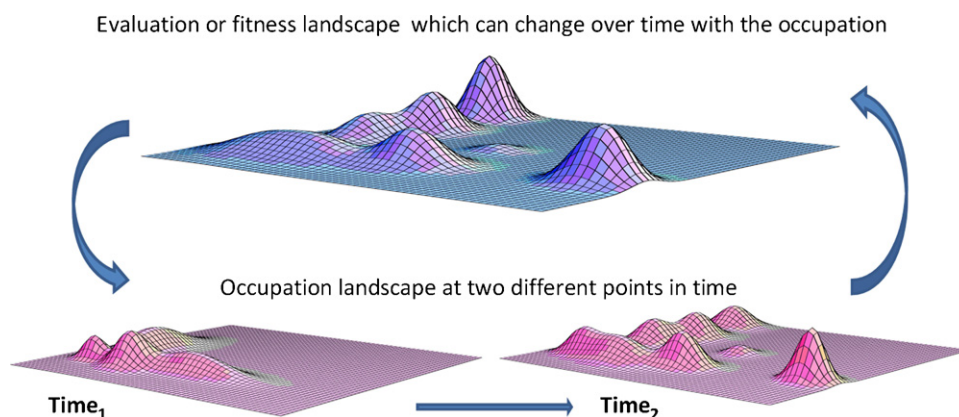 Evaluation or fitness landscape which can change over time with the occupation
Occupation landscape at two different points in time
Time₁
Time₂